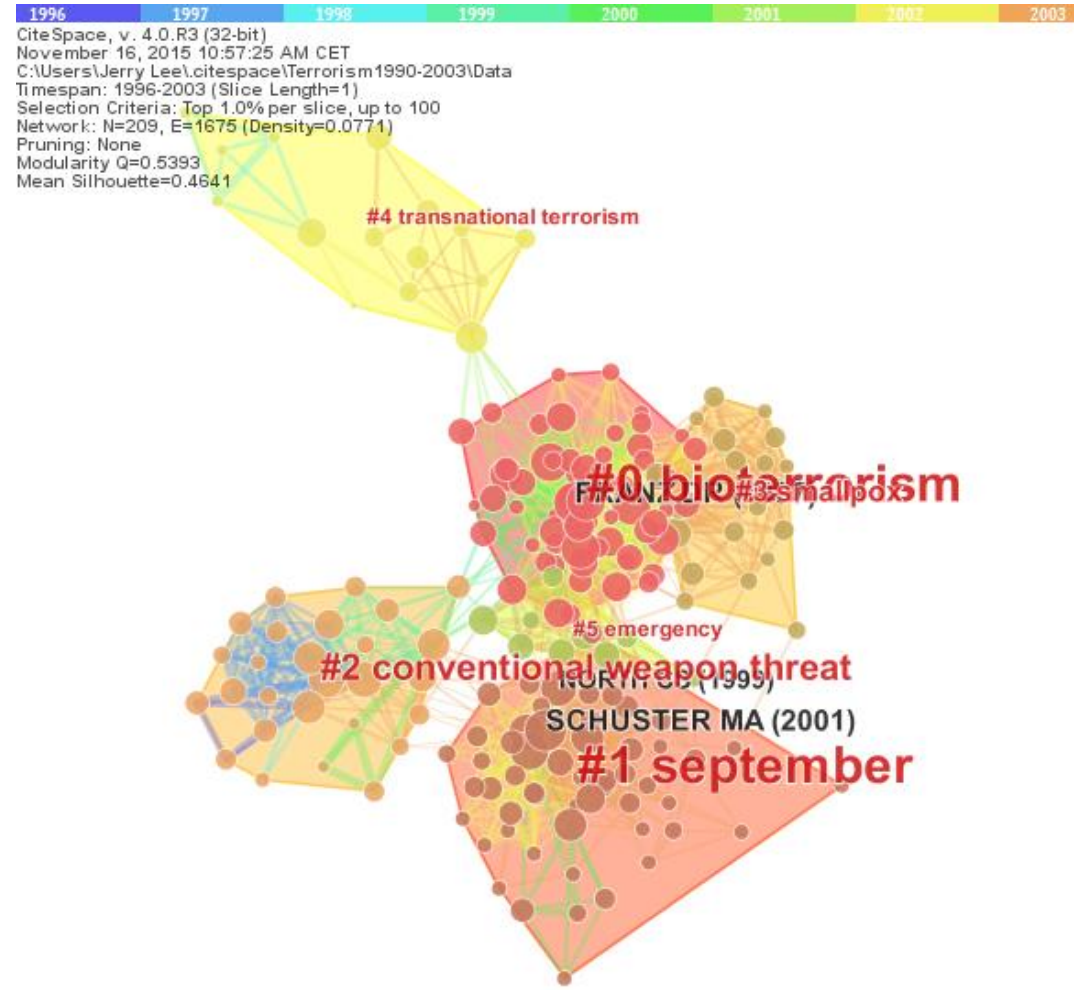 1996 1997 1998 1999 2000 2001 2002 2003
CiteSpace, v. 4.0.R3 (32-bit)
November 16, 2015 10:57:25 AM CET
C:\Users\Jerry Lee\.citespace\Terrorism1990-2003\Data
Timespan: 1996-2003 (Slice Length=1)
Selection Criteria: Top 1.0% per slice, up to 100
Network: N=209, E=1675 (Density=0.0771)
Pruning: None
Modularity Q=0.5393
Mean Silhouette=0.4641
#4 transnational terrorism
#0 bioterrorism
#3 smallpox
#5 emergency
#2 conventional weapon threat
(1999)
SCHUSTER MA (2001)
#1 september